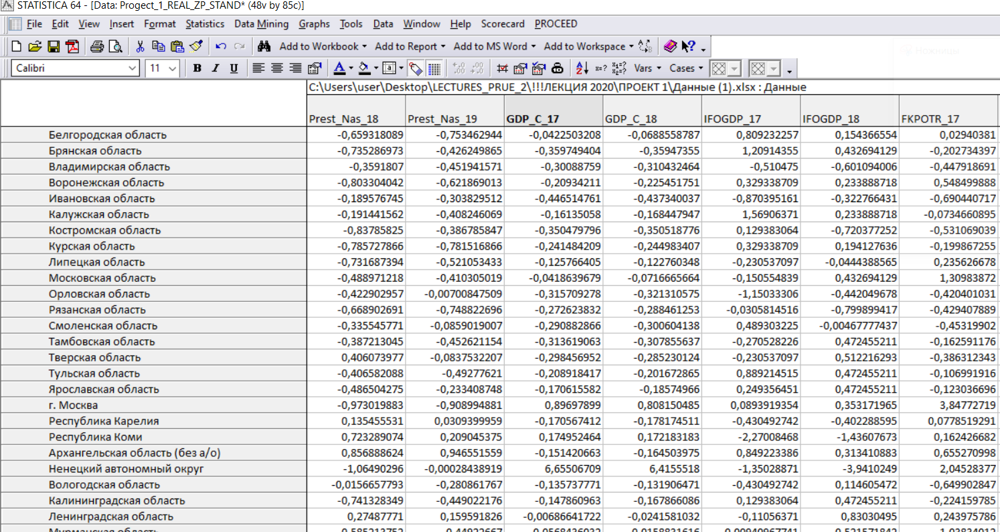 STATISTICA 64 - [Data: Progect_1_REAL_ZP_STAND* (48v by 85c)]
File Edit View Insert Format Statistics Data Mining Graphs Tools Data Window Help Scorecard PROCEED
Add to Workbook Add to Report Add to MS Word Add to Workspace
Ножницы
Calibri 11 B I U Vars Cases
C:\Users\user\Desktop\LECTURES_PRUE_2\!!!ЛЕКЦИЯ 2020\ПРОЕКТ 1\Данные (1).xlsx : Данные
Prest_Nas_18 Prest_Nas_19 GDP_C_17 GDP_C_18 IFOGDP_17 IFOGDP_18 FKPOTR_17
Белгородская область -0,659318089 -0,753462944 -0,0422503208 -0,0688558787 0,809232257 0,154366554 0,02940381
Брянская область -0,735286973 -0,426249865 -0,359749404 -0,35947355 1,20914355 0,432694129 -0,202734397
Владимирская область -0,3591807 -0,451941571 -0,30088759 -0,310432464 -0,510475 -0,601094006 -0,447918691
Воронежская область -0,803304042 -0,621869013 -0,20934211 -0,225451751 0,329338709 0,233888718 0,548499888
Ивановская область -0,189576745 -0,303829512 -0,446514761 -0,437340037 -0,870395161 -0,322766431 -0,690440717
Калужская область -0,191441562 -0,408246069 -0,16135058 -0,168447947 1,56906371 0,233888718 -0,0734660895
Костромская область -0,83785825 -0,386785847 -0,350479796 -0,350518776 0,129383064 -0,720377252 -0,531069039
Курская область -0,785727866 -0,781516866 -0,241484209 -0,244983407 0,329338709 0,194127636 -0,199867255
Липецкая область -0,731687394 -0,521053433 -0,125766405 -0,122760348 -0,230537097 -0,0444388565 0,235626678
Московская область -0,488971218 -0,410305019 -0,0418639679 -0,0716665664 -0,150554839 0,432694129 1,30983872
Орловская область -0,422902957 -0,00700847509 -0,315709278 -0,321310575 -1,15033306 -0,442049678 -0,420401031
Рязанская область -0,668902691 -0,748822696 -0,272623832 -0,288461253 -0,0305814516 -0,799899417 -0,429407889
Смоленская область -0,335545771 -0,0859019007 -0,290882866 -0,300604138 0,489303225 -0,00467777437 -0,45319902
Тамбовская область -0,387213045 -0,452621154 -0,313619063 -0,307855637 -0,270528226 0,472455211 -0,162591176
Тверская область 0,406073977 -0,0837532207 -0,298456952 -0,285230124 -0,230537097 0,512216293 -0,386312343
Тульская область -0,406582088 -0,49277621 -0,208918417 -0,201672865 0,889214515 0,472455211 -0,106991916
Ярославская область -0,486504275 -0,233408748 -0,170615582 -0,18574966 0,249356451 0,472455211 -0,123036696
г. Москва -0,973019883 -0,908994881 0,89697899 0,808150485 0,0893919354 0,353171965 3,84772719
Республика Карелия 0,135455531 0,0309399959 -0,170567412 -0,178174511 -0,430492742 -0,402288595 0,0778519291
Республика Коми 0,723289074 0,209045375 0,174952464 0,172183183 -2,27008468 -1,43607673 0,162426682
Архангельская область (без а/о) 0,856888624 0,946551559 -0,151420663 -0,164503975 0,849223386 0,313410883 0,655270998
Ненецкий автономный округ -1,06490296 -0,00028438919 6,65506709 6,4155518 -1,35028871 -3,9410249 2,04528377
Вологодская область -0,0156657793 -0,280861767 -0,135737771 -0,131906471 -0,430492742 0,114605472 -0,649902847
Калининградская область -0,741328349 -0,449022176 -0,147860963 -0,167866086 0,129383064 0,472455211 -0,224159785
Ленинградская область 0,27487771 0,159591826 -0,00686641722 -0,0241581032 -0,11056371 0,83030495 0,243975786
Мурманская область